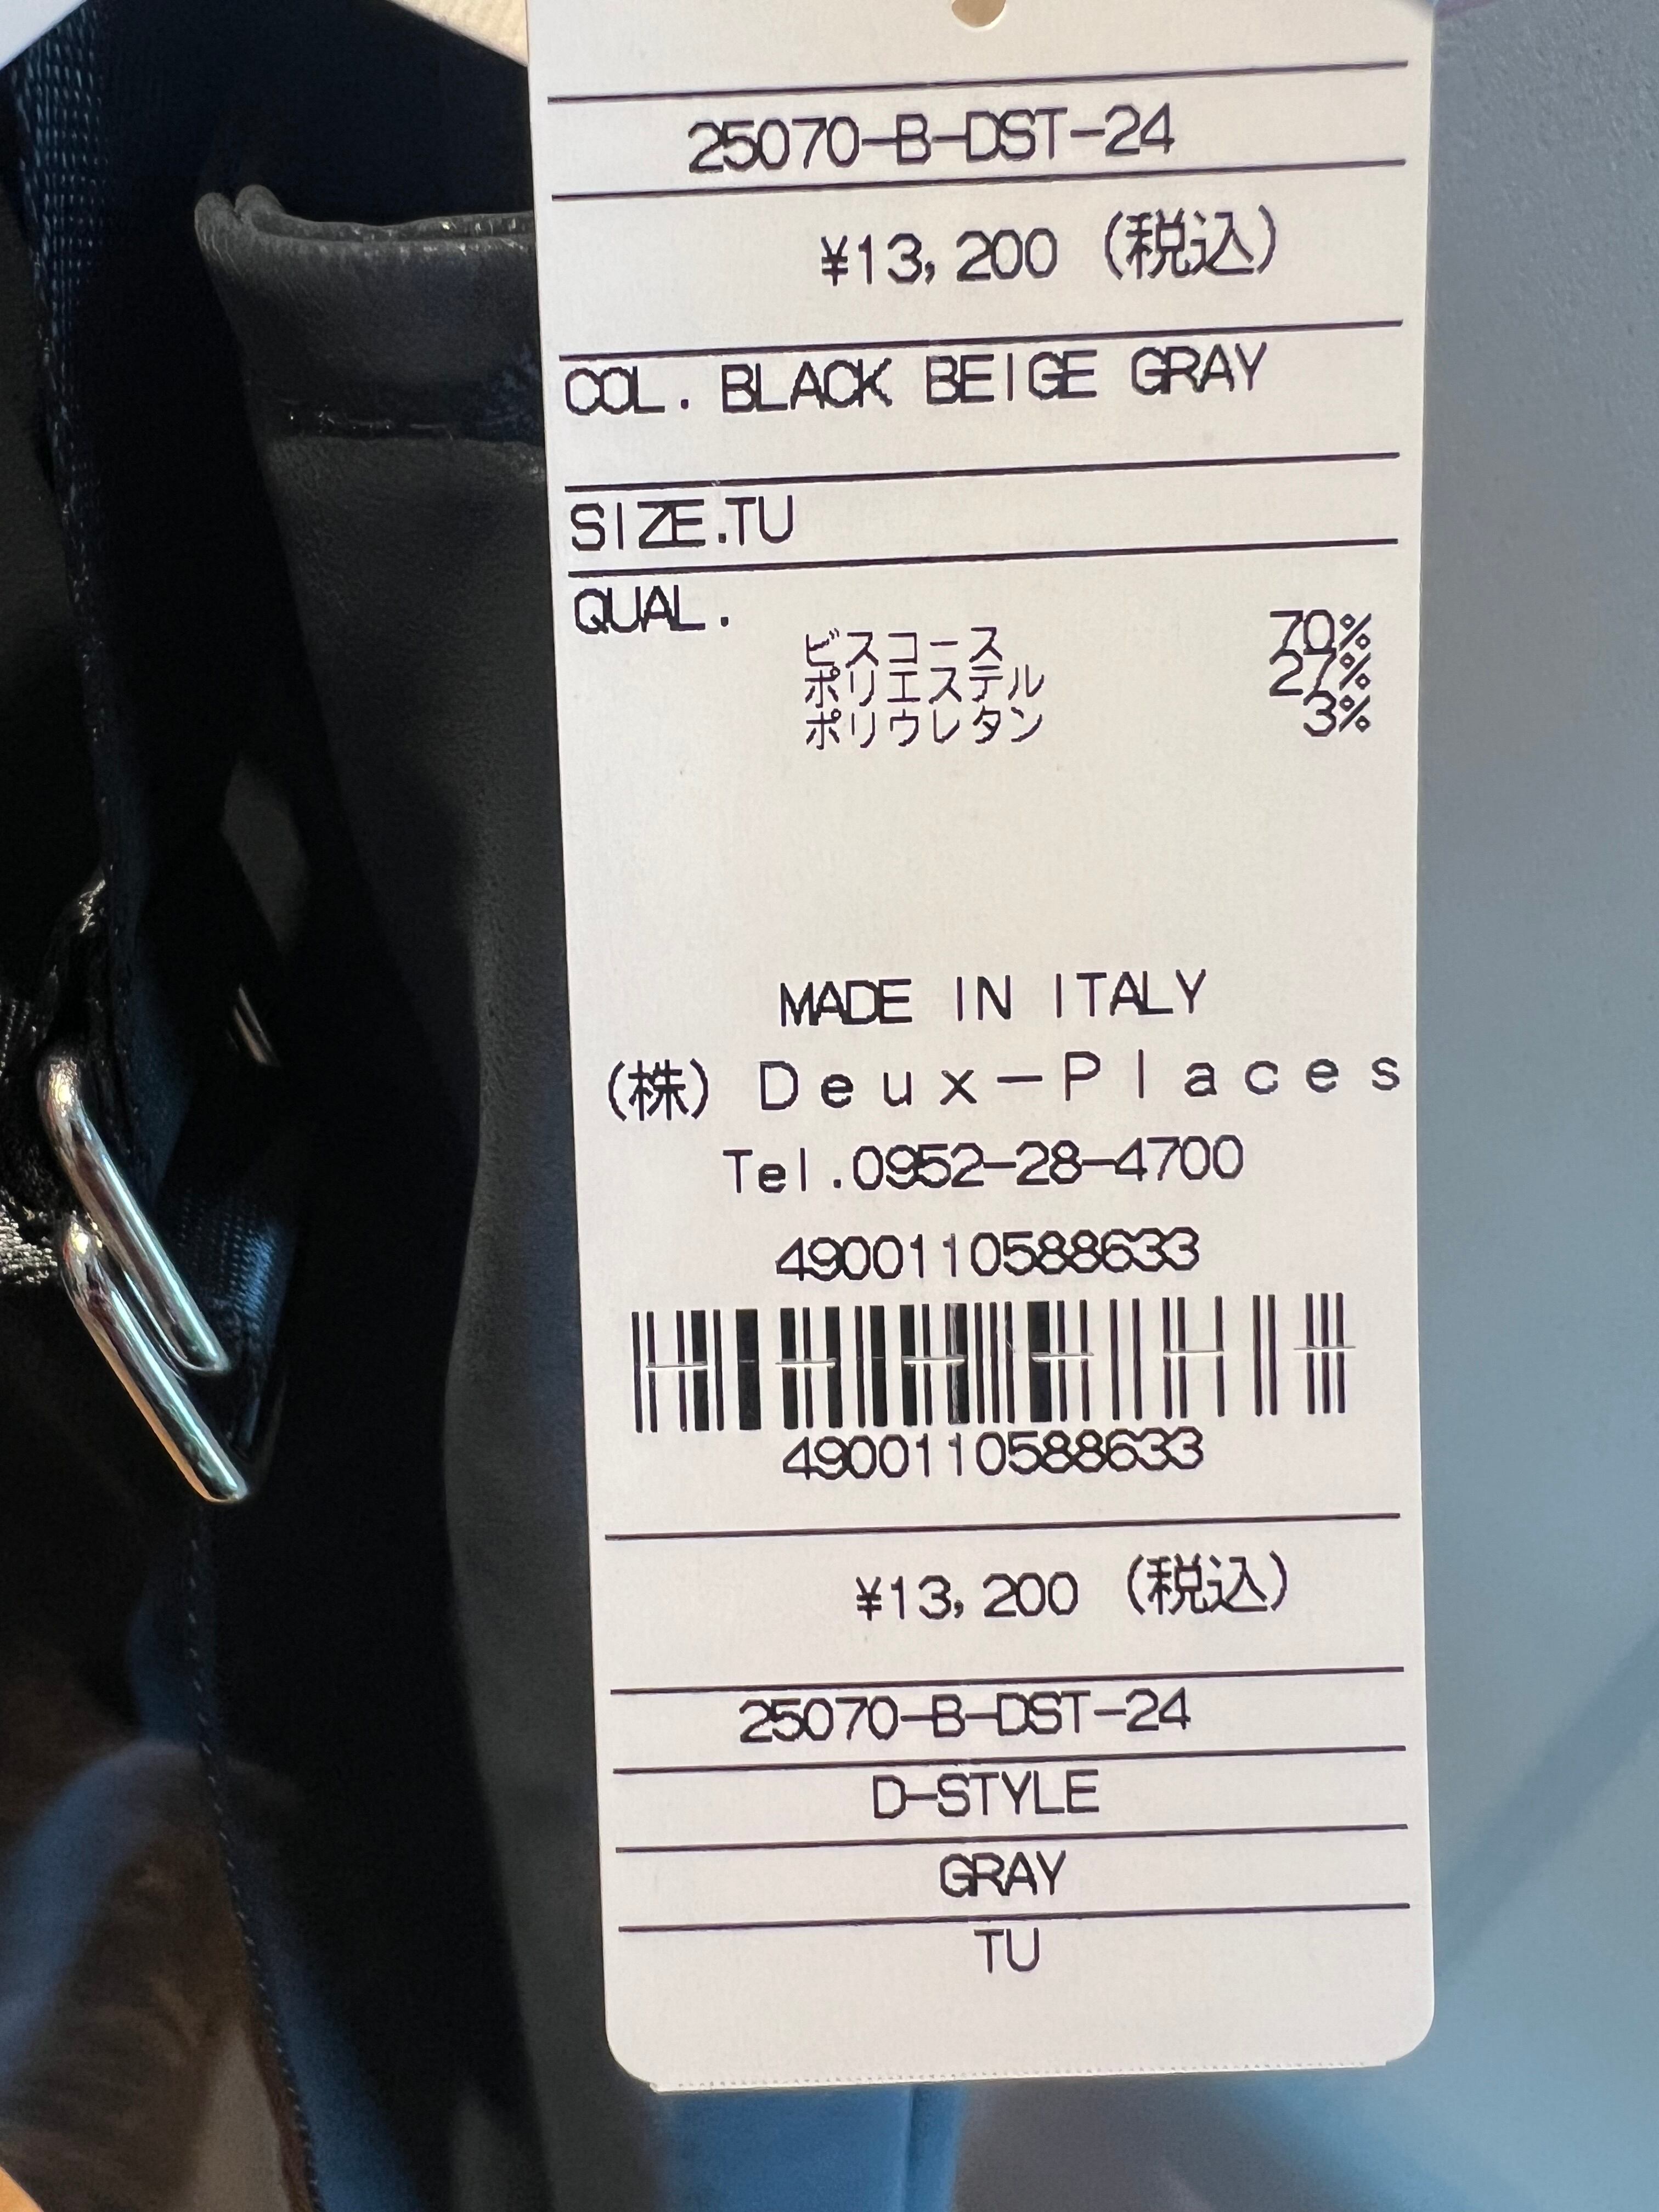 25070-B-DST-24
¥13,200 (税込)
COL. BLACK BEIGE GRAY
SIZE.TU
QUAL.
ビスコース 70%
ポリエステル 27%
ポリウレタン 3%
MADE IN ITALY
(株) Deux-Places
Tel.0952-28-4700
4900110588633
4900110588633
¥13,200 (税込)
25070-B-DST-24
D-STYLE
GRAY
TU